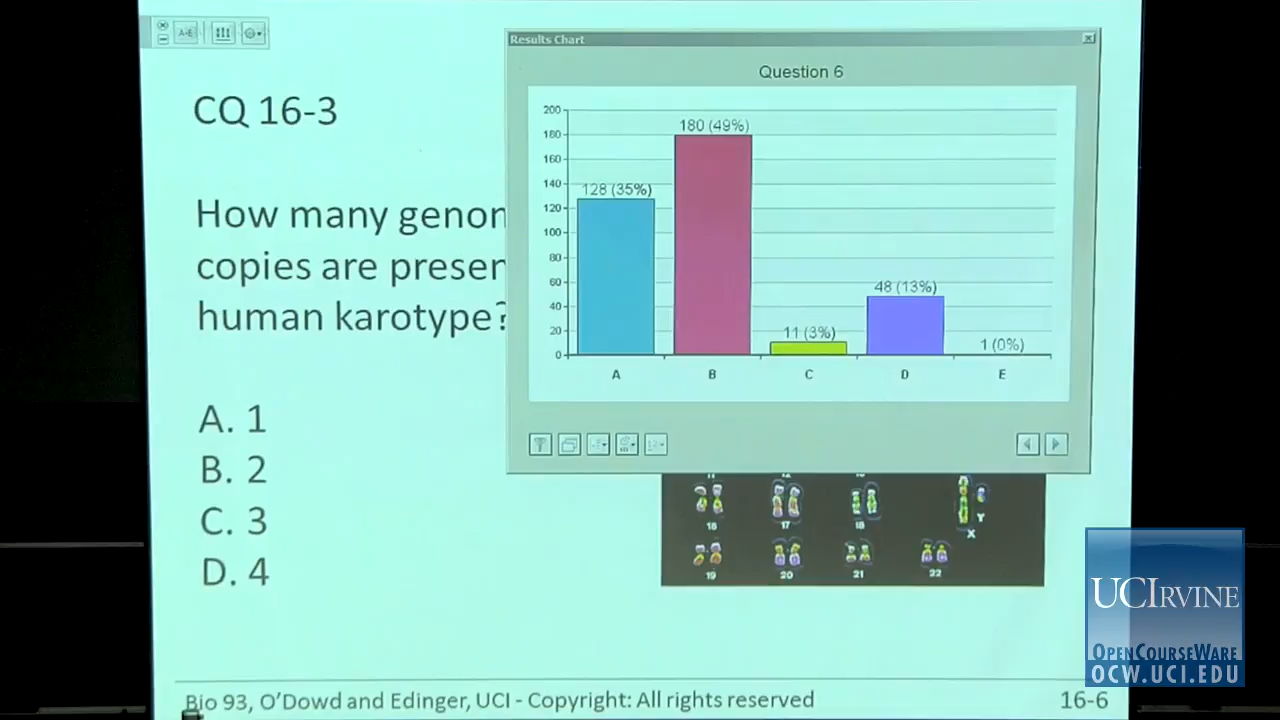 A-E
Results Chart
Question 6
CQ 16-3
How many genom
copies are presen
human karotype?
A. 1
B. 2
C. 3
D. 4
200
180
160
140
120
100
80
60
40
20
0
128 (35%)
180 (49%)
11 (3%)
48 (13%)
1 (0%)
A
B
C
D
E
16
17
18
X
Y
19
20
21
22
Bio 93, O'Dowd and Edinger, UCI - Copyright: All rights reserved
16-6
UCIRVINE
OPENCOURSEWARE
OCW.UCI.EDU